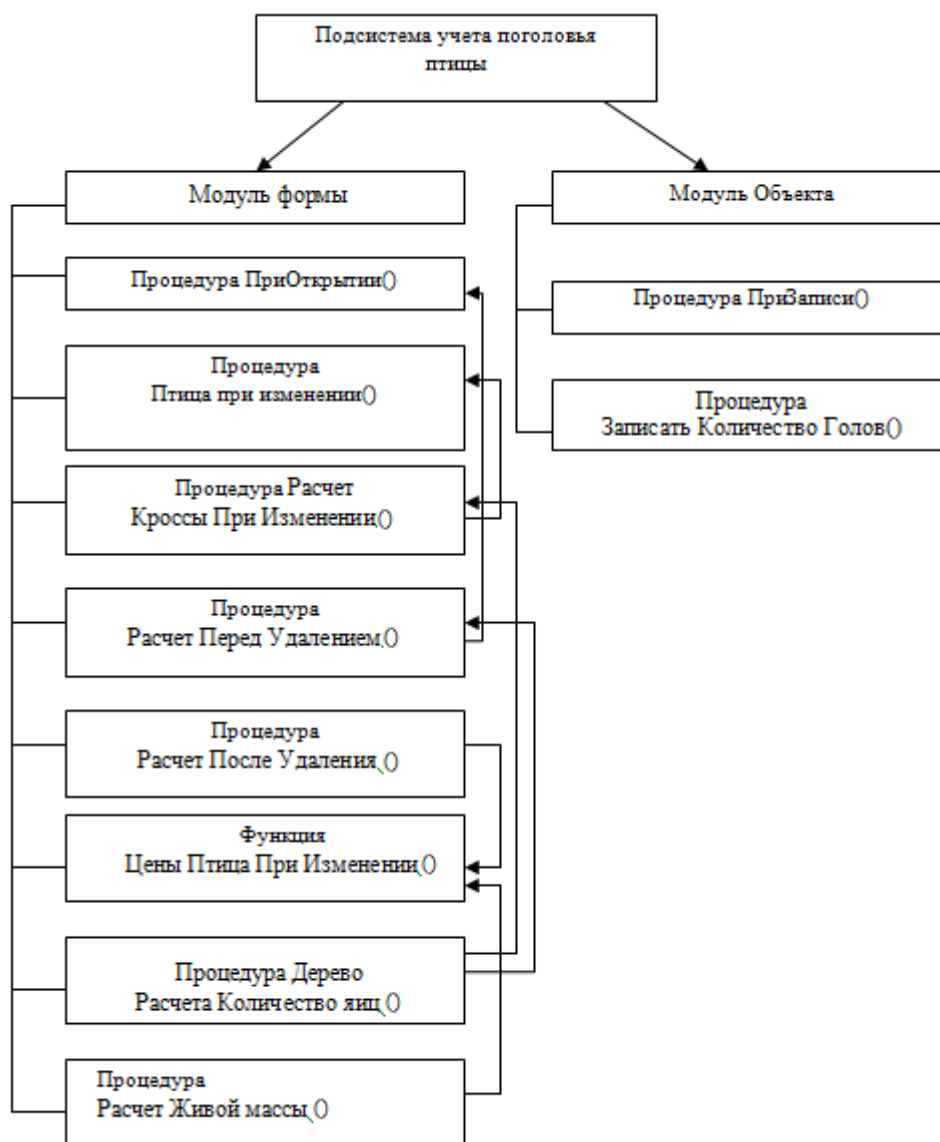 Подсистема учета поголовья
птицы
Модуль формы
Модуль Объекта
Процедура ПриОткрытии()
Процедура ПриЗаписи()
Процедура
Птица при изменении()
Процедура
Записать Количество Голов()
Процедура Расчет
Кроссы При Изменении()
Процедура
Расчет Перед Удалением()
Процедура
Расчет После Удаления ()
Функция
Цены Птица При Изменении()
Процедура Дерево
Расчета Количество яиц ()
Процедура
Расчет Живой массы ()